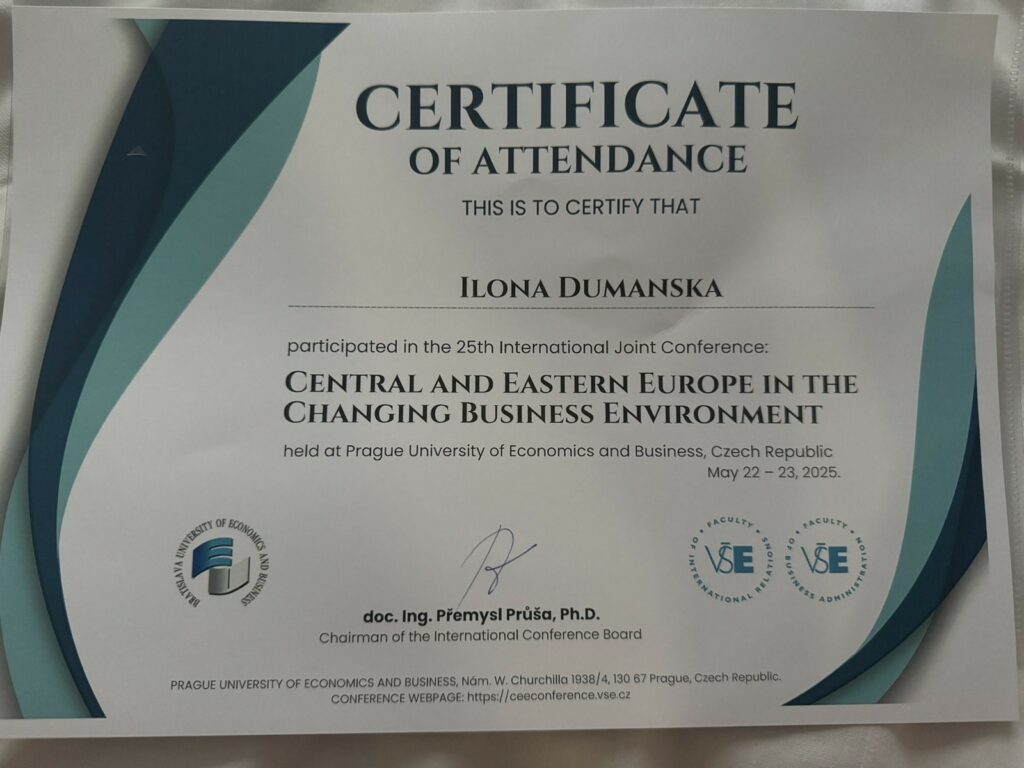 CERTIFICATE
OF ATTENDANCE
THIS IS TO CERTIFY THAT
ILONA DUMANSKA
participated in the 25th International Joint Conference:
CENTRAL AND EASTERN EUROPE IN THE
CHANGING BUSINESS ENVIRONMENT
held at Prague University of Economics and Business, Czech Republic
May 22 – 23, 2025.
BRATISLAVA UNIVERSITY OF ECONOMICS AND BUSINESS
• FACULTY •
OF INTERNATIONAL RELATIONS
VŠE
• FACULTY •
OF BUSINESS ADMINISTRATION
VŠE
doc. Ing. Přemysl Průša, Ph.D.
Chairman of the International Conference Board
PRAGUE UNIVERSITY OF ECONOMICS AND BUSINESS, Nám. W. Churchilla 1938/4, 130 67 Prague, Czech Republic.
CONFERENCE WEBPAGE: https://ceeconference.vse.cz